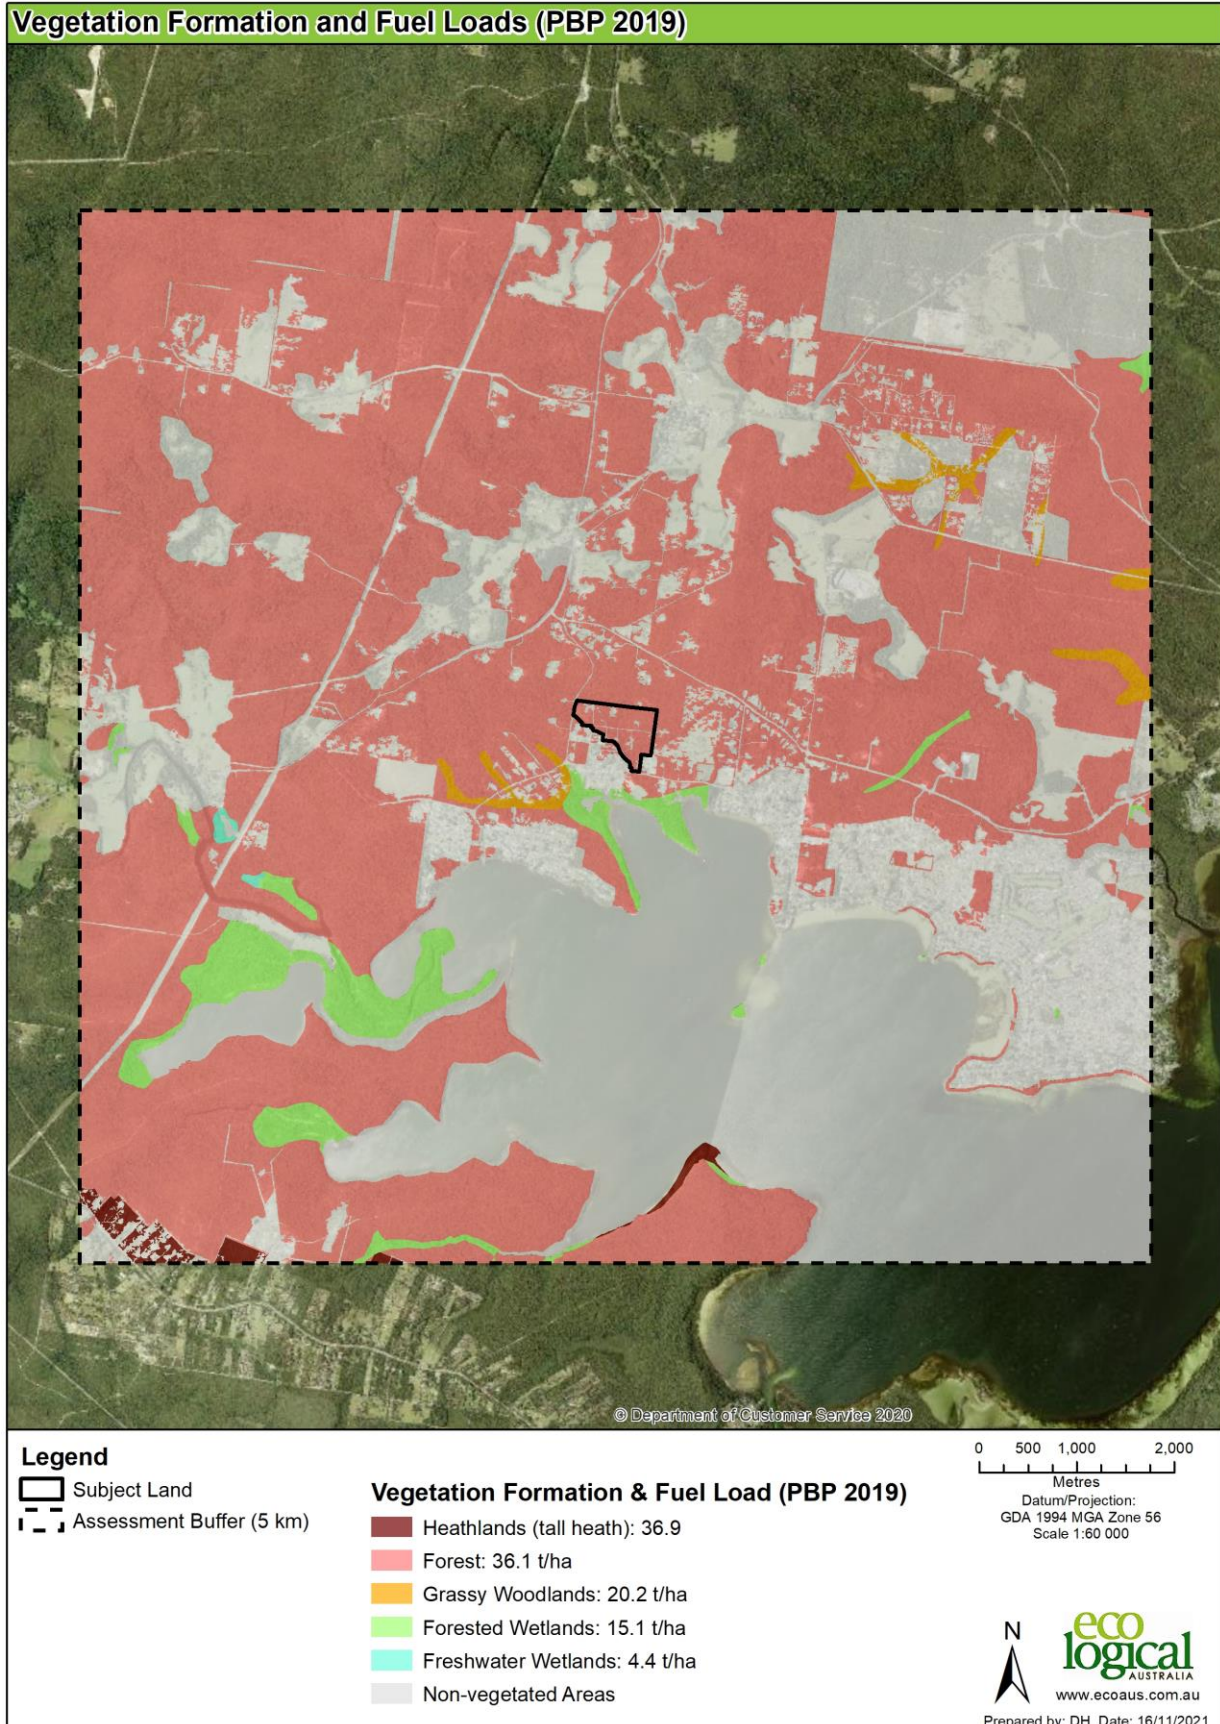 Vegetation Formation and Fuel Loads (PBP 2019)
© Department of Customer Service 2020
Legend
Subject Land
Assessment Buffer (5 km)
Vegetation Formation & Fuel Load (PBP 2019)
Heathlands (tall heath): 36.9
Forest: 36.1 t/ha
Grassy Woodlands: 20.2 t/ha
Forested Wetlands: 15.1 t/ha
Freshwater Wetlands: 4.4 t/ha
Non-vegetated Areas
0 500 1,000 2,000
Metres
Datum/Projection:
GDA 1994 MGA Zone 56
Scale 1:60 000
N
eco
logical
AUSTRALIA
www.ecoaus.com.au
Prepared by: DH Date: 16/11/2021